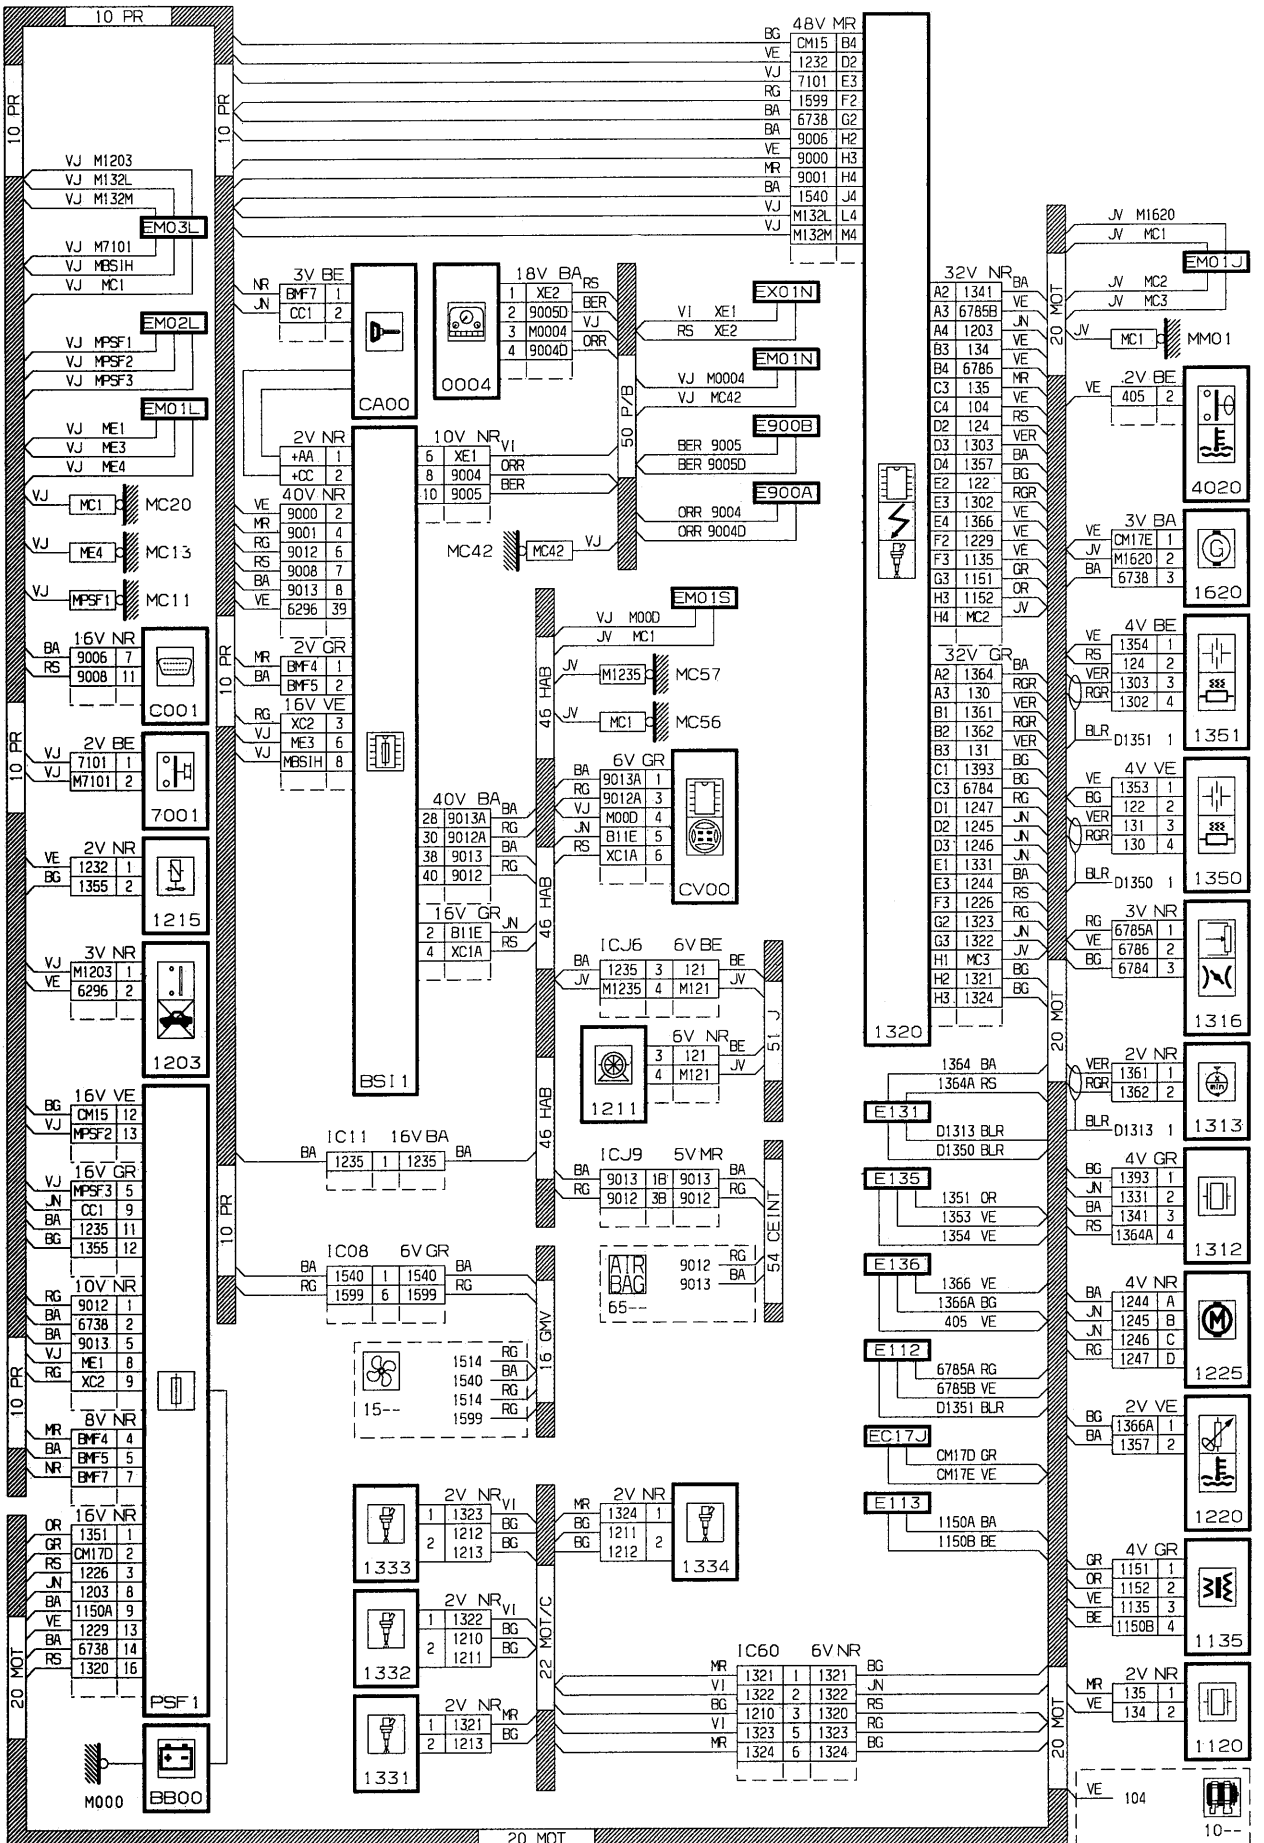 10 PR
10 PR
10 PR
VJ M1203
VJ M132L
VJ M132M
EM03L
VJ M7101
VJ MBSIH
VJ MC1
EM02L
VJ MPSF1
VJ MPSF2
VJ MPSF3
EM01L
VJ ME1
VJ ME3
VJ ME4
VJ MC1 MC20
VJ ME4 MC13
VJ MPSF1 MC11
16V NR
BA 9006 7
RS 9008 11
C001
10 PR
10 PR
2V BE
VJ 7101 1
VJ M7101 2
7001
2V NR
VE 1232 1
BG 1355 2
1215
3V NR
VJ M1203 1
VE 6296 2
1203
16V VE
BG CM15 12
VJ MPSF2 13
16V GR
VJ MPSF3 5
JN CC1 9
BA 1235 11
BG 1355 12
10 PR
10V NR
RG 9012 1
BA 6738 2
BA 9013 5
VJ ME1 8
RG XC2 9
10 PR
8V NR
MR BMF4 4
BA BMF5 5
NR BMF7 7
16V NR
OR 1351 1
GR CM17D 2
RS 1226 3
JN 1203 8
BA 1150A 9
VE 1229 13
BA 6738 14
RS 1320 16
20 MOT
PSF1
M000
BB00
48V MR
BG CM15 B4
VE 1232 D2
VJ 7101 E3
RG 1599 F2
BA 6738 G2
BA 9006 H2
VE 9000 H3
MR 9001 H4
BA 1540 J4
VJ M132L L4
VJ M132M M4
3V BE
NR BMF7 1
JN CC1 2
CA00
18V BA
1 XE2 RS
2 9005D BER
3 M0004 VJ
4 9004D ORR
0004
50 P/B
EX01N
VI XE1
RS XE2
EM01N
VJ M0004
VJ MC42
E900B
BER 9005
BER 9005D
E900A
ORR 9004
ORR 9004D
2V NR
+AA 1
+CC 2
10V NR
6 XE1 VI
8 9004 ORR
10 9005 BER
40V NR
VE 9000 2
MR 9001 4
RG 9012 6
RS 9008 7
BA 9013 8
VE 6296 39
MC42 MC42 VJ
2V GR
MR BMF4 1
BA BMF5 2
16V VE
RG XC2 3
VJ ME3 6
VJ MBSIH 8
EM01S
VJ M00D
JV MC1
46 HAB
JV M1235 MC57
JV MC1 MC56
40V BA
28 9013A BA
30 9012A RG
38 9013 BA
40 9012 RG
16V GR
2 B11E JN
4 XC1A RS
BSI1
6V GR
BA 9013A 1
RG 9012A 3
VJ M00D 4
JN B11E 5
RS XC1A 6
CV00
46 HAB
ICJ6 6V BE
BA 1235 3 121 BE
JV M1235 4 M121 JV
51 J
6V NR
3 121 BE
4 M121 JV
1211
46 HAB
IC11 16V BA
BA 1235 1 1235 BA
ICJ9 5V MR
BA 9013 1B 9013 BA
RG 9012 3B 9012 RG
54 CEINT
IC08 6V GR
BA 1540 1 1540 BA
RG 1599 6 1599 RG
AIR BAG
65--
9012 RG
9013 BA
16 GMV
15--
1514 RG
1540 BA
1514 RG
1599 RG
2V NR
1 1323 VI
2 1212 BG
1213 BG
1333
2V NR
MR 1324 1
BG 1211 2
BG 1212
1334
2V NR
1 1322 VI
2 1210 BG
1211 BG
1332
22 MOT/C
2V NR
1 1321 MR
2 1213 BG
1331
IC60 6V NR
MR 1321 1 1321 BG
VI 1322 2 1322 JN
BG 1210 3 1320 RS
VI 1323 5 1323 RG
MR 1324 6 1324 BG
32V NR
A2 1341 BA
A3 6785B VE
A4 1203 JN
B3 134 VE
B4 6786 VE
C3 135 MR
C4 104 VE
D2 124 RS
D3 1303 VER
D4 1357 BA
E2 122 BG
E3 1302 RGR
E4 1366 VE
F2 1229 VE
F3 1135 VE
G3 1151 GR
H3 1152 OR
H4 MC2 JV
32V GR
A2 1364 BA
A3 130 RGR
B1 1361 VER
B2 1362 RGR
B3 131 VER
C1 1393 BG
C3 6784 BG
D1 1247 RG
D2 1245 JN
D3 1246 JN
E1 1331 JN
E3 1244 BA
F3 1226 RS
G2 1323 RG
G3 1322 JN
H1 MC3 JV
H2 1321 BG
H3 1324 BG
1320
1364 BA
1364A RS
E131
D1313 BLR
D1350 BLR
E135
1351 OR
1353 VE
1354 VE
E136
1366 VE
1366A BG
405 VE
E112
6785A RG
6785B VE
D1351 BLR
EC17J
CM17D GR
CM17E VE
E113
1150A BA
1150B BE
20 MOT
20 MOT
20 MOT
JV M1620
JV MC1
EM01J
JV MC2
JV MC3
JV MC1 MM01
2V BE
VE 405 2
4020
3V BA
VE CM17E 1
JV M1620 2
BA 6738 3
G
1620
4V BE
VE 1354 1
RS 124 2
VER 1303 3
RGR 1302 4
BLR D1351 1
1351
4V VE
VE 1353 1
BG 122 2
VER 131 3
RGR 130 4
BLR D1350 1
1350
3V NR
RG 6785A 1
VE 6786 2
BG 6784 3
1316
2V NR
VER 1361 1
RGR 1362 2
BLR D1313 1
1313
4V GR
BG 1393 1
JN 1331 2
BA 1341 3
RS 1364A 4
1312
4V NR
BA 1244 A
JN 1245 B
JN 1246 C
RG 1247 D
M
1225
2V VE
BG 1366A 1
BA 1357 2
1220
4V GR
GR 1151 1
OR 1152 2
VE 1135 3
BE 1150B 4
1135
2V NR
MR 135 1
VE 134 2
1120
VE 104
10--
20 MOT